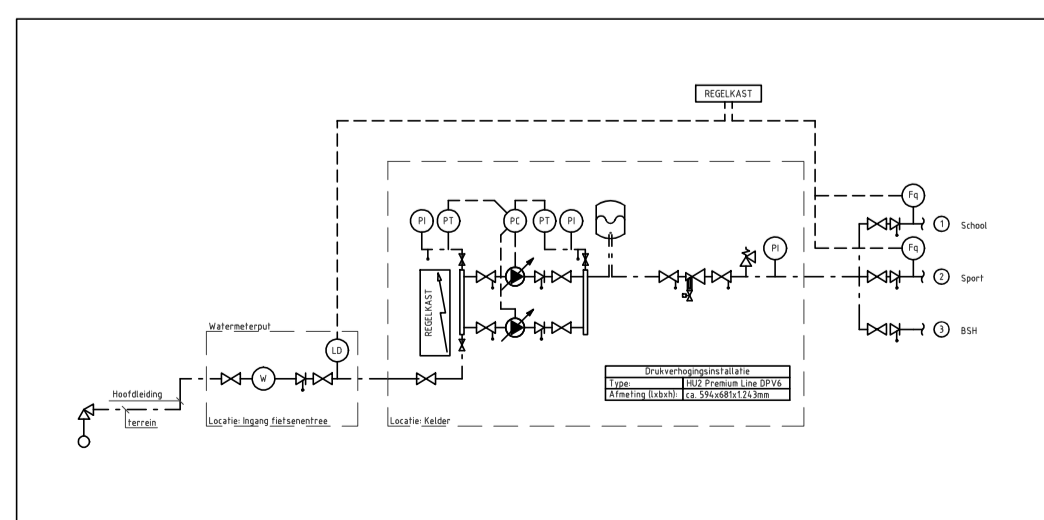 REGELKAST
Fq
1 School
Fq
2 Sport
3 BSH
PI
PT
PC
PT
PI
PI
REGELKAST
Watermeterput
LD
W
Locatie: Ingang fietsenentree
Locatie: Kelder
Hoofdleiding
terrein
Drukverhogingsinstallatie
Type: HU2 Premium Line DPV6
Afmeting (lxbxh): ca. 594x681x1.243mm